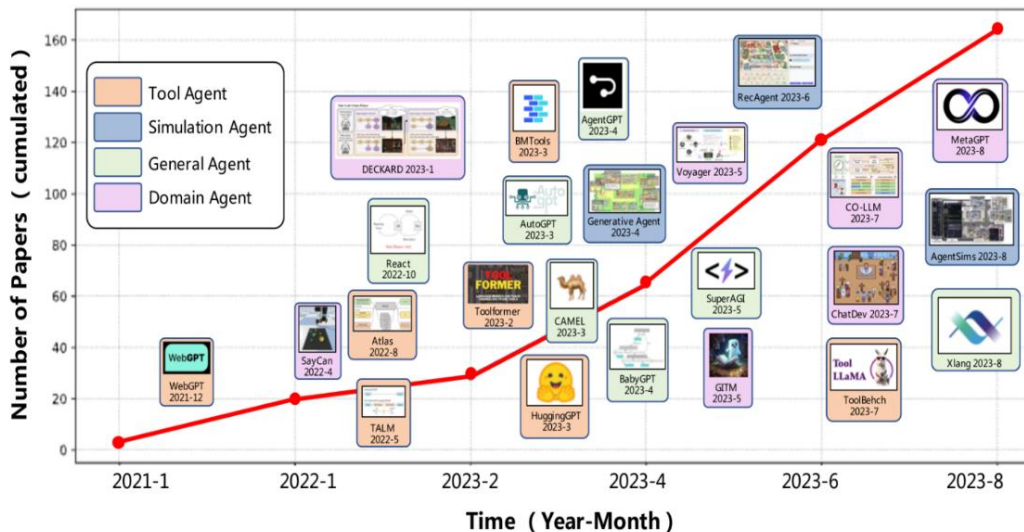 Number of Papers ( cumulated )
160
140
120
100
80
60
40
20
0
Tool Agent
Simulation Agent
General Agent
Domain Agent
DECKARD 2023-1
BMTools
2023-3
AgentGPT
2023-4
RecAgent 2023-6
Voyager 2023-5
MetaGPT
2023-8
React
2022-10
Auto
gpt
AutoGPT
2023-3
Generative Agent
2023-4
CO-LLM
2023-7
AgentSims 2023-8
WebGPT
WebGPT
2021-12
SayCan
2022-4
Atlas
2022-8
TALM
2022-5
TOOL
FORMER
Toolformer
2023-2
CAMEL
2023-3
HuggingGPT
2023-3
BabyGPT
2023-4
SuperAGI
2023-5
GITM
2023-5
ChatDev 2023-7
Tool
LLaMA
ToolBehch
2023-7
Xlang 2023-8
2021-1
2022-1
2023-2
2023-4
2023-6
2023-8
Time ( Year-Month )